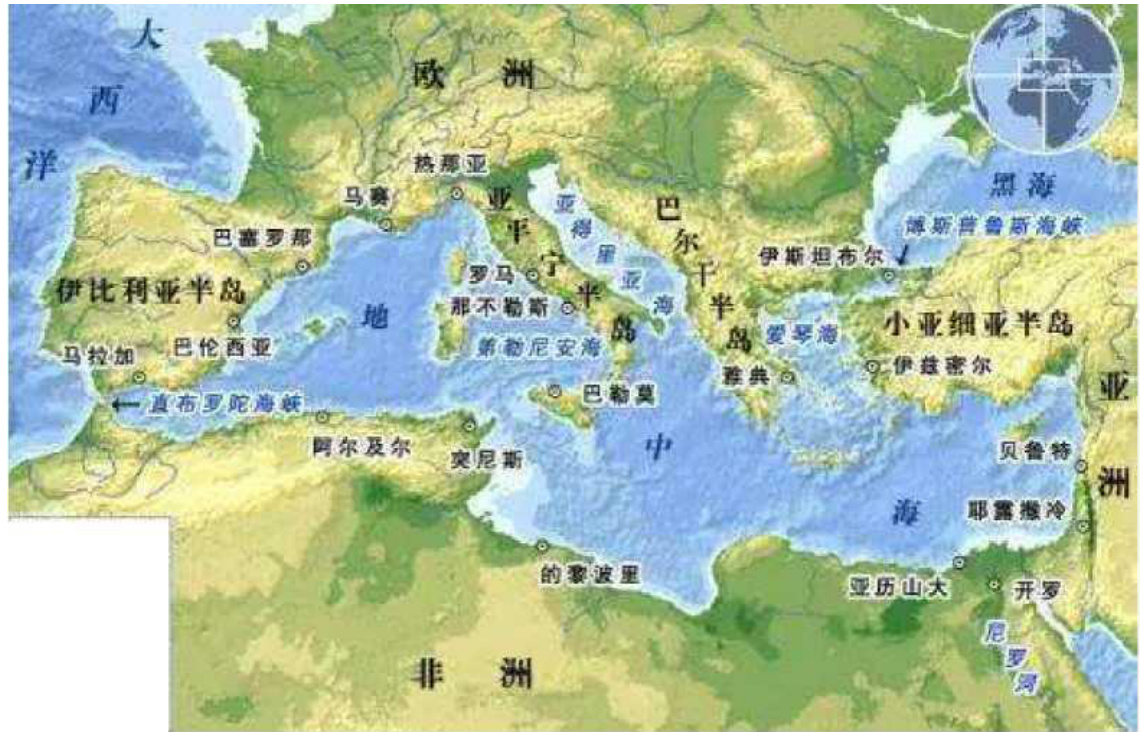 大西洋
欧洲
热那亚
马赛
亚平宁半岛
亚得里亚海
巴尔干半岛
黑海
博斯普鲁斯海峡
伊斯坦布尔
巴塞罗那
伊比利亚半岛
罗马
那不勒斯
地中海
第勒尼安海
爱琴海
小亚细亚半岛
马拉加
巴伦西亚
雅典
伊兹密尔
亚洲
直布罗陀海峡
巴勒莫
阿尔及尔
突尼斯
贝鲁特
耶露撒冷
的黎波里
亚历山大
开罗
尼罗河
非洲